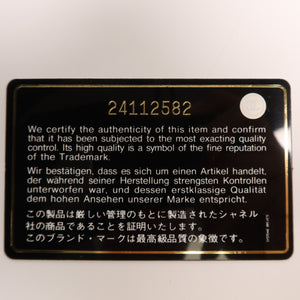 24112582
We certify the authenticity of this item and confirm
that it has been subjected to the most exacting quality
control. Its high quality is a symbol of the fine reputation
of the Trademark.
Wir bestätigen, dass es sich um einen Artikel handelt,
der während seiner Herstellung strengsten Kontrollen
unterworfen war, und dessen erstklassige Qualität
dem hohen Ansehen unserer Marke entspricht.
この製品は厳しい管理のもとに製造されたシャネル
社の商品であることを証明いたします。
このブランド・マークは最高級品質の象徴です。